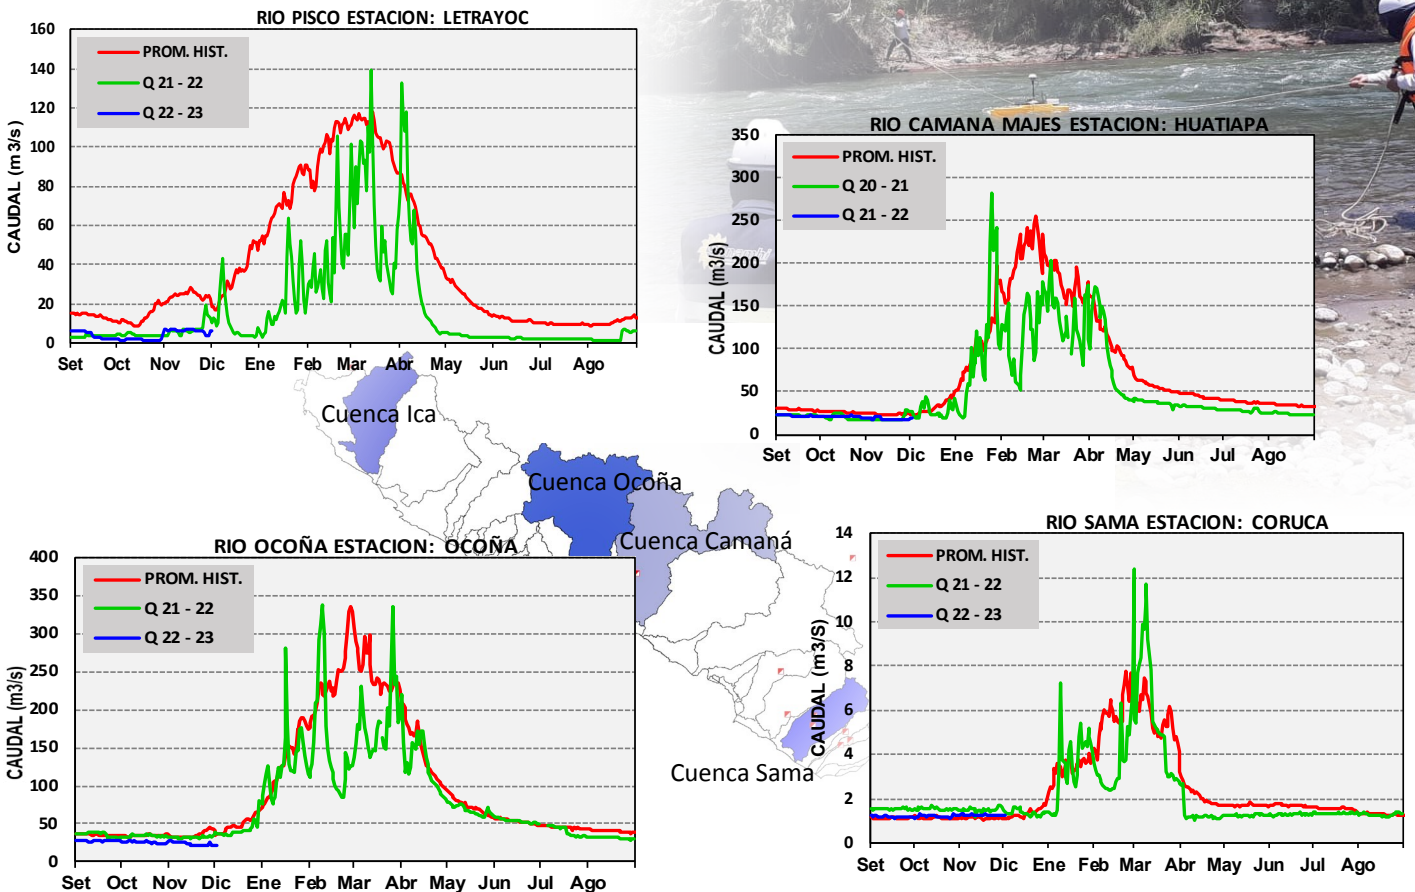 RIO PISCO ESTACION: LETRAYOC
CAUDAL (m 3/s)
160
140
120
100
80
60
40
20
0
PROM. HIST.
Q 21 - 22
Q 22 - 23
Set Oct Nov Dic Ene Feb Mar Abr May Jun Jul Ago
RIO CAMANA MAJES ESTACION: HUATIAPA
CAUDAL (m3/s)
350
300
250
200
150
100
50
0
PROM. HIST.
Q 20 - 21
Q 21 - 22
Set Oct Nov Dic Ene Feb Mar Abr May Jun Jul Ago
Cuenca Ica
Cuenca Ocoña
Cuenca Camaná
Cuenca Sama
RIO OCOÑA ESTACION: OCOÑA
CAUDAL (m3/s)
400
350
300
250
200
150
100
50
0
PROM. HIST.
Q 21 - 22
Q 22 - 23
Set Oct Nov Dic Ene Feb Mar Abr May Jun Jul Ago
RIO SAMA ESTACION: CORUCA
CAUDAL (m3/S)
14
12
10
8
6
4
2
0
PROM. HIST.
Q 21 - 22
Q 22 - 23
Set Oct Nov Dic Ene Feb Mar Abr May Jun Jul Ago